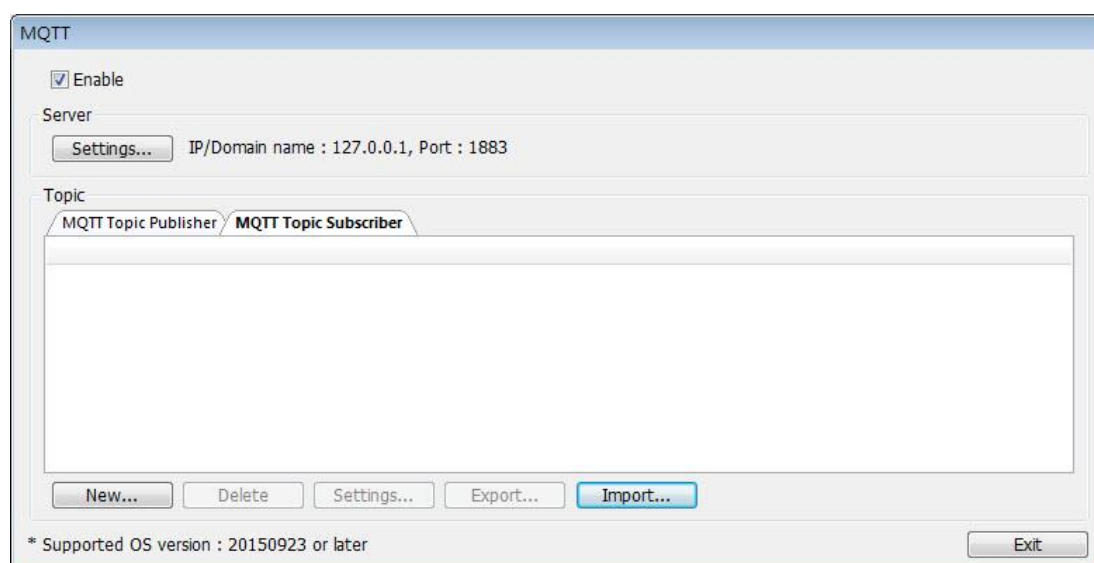 MQTT
Enable
Server
Settings... IP/Domain name : 127.0.0.1, Port : 1883
Topic
MQTT Topic Publisher MQTT Topic Subscriber
New... Delete Settings... Export... Import...
* Supported OS version : 20150923 or later Exit